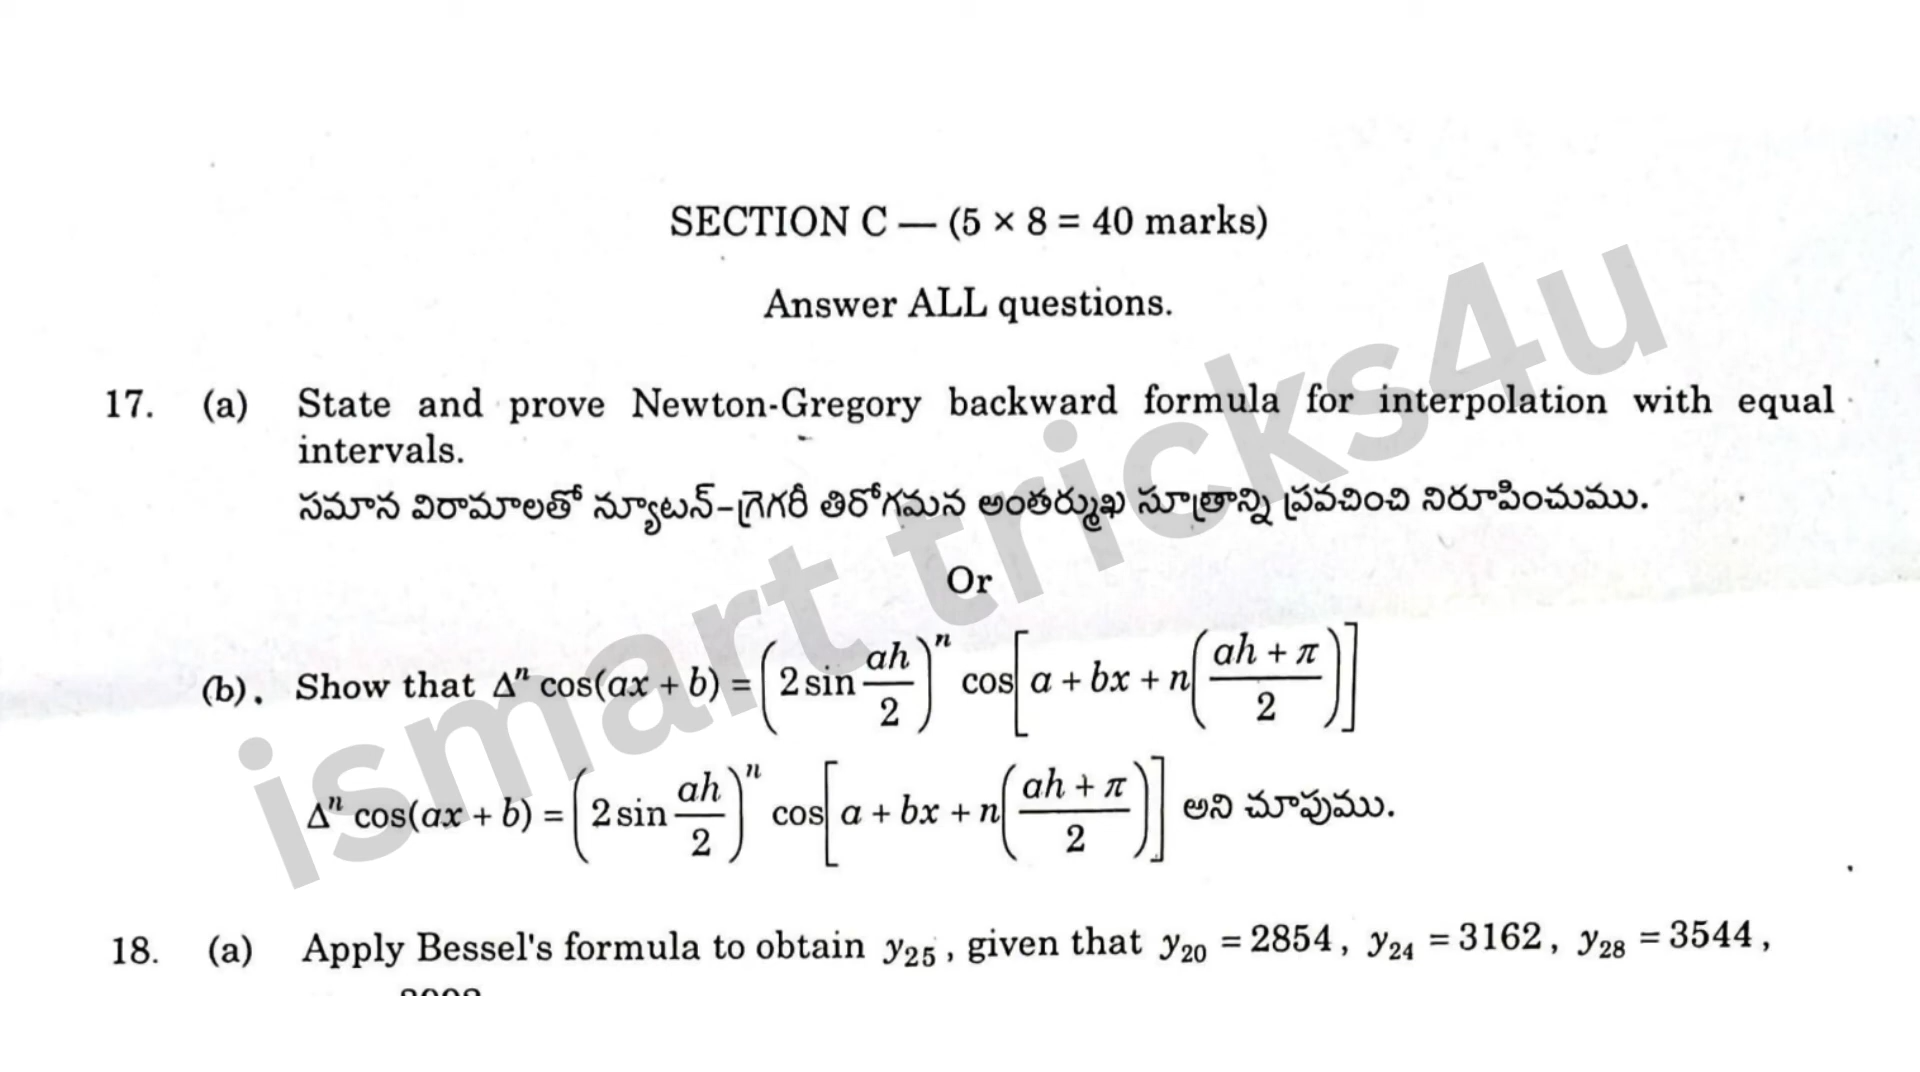 SECTION C — (5 × 8 = 40 marks)
Answer ALL questions.
17. (a) State and prove Newton-Gregory backward formula for interpolation with equal
intervals.
సమాన విరామాలతో న్యూటన్-గ్రెగరీ తిరోగమన అంతర్ముఖ సూత్రాన్ని ప్రవచించి నిరూపించుము.
Or
(b). Show that Δⁿ cos(ax + b) = (2 sin ah/2)ⁿ cos[a + bx + n((ah + π)/2)]
Δⁿ cos(ax + b) = (2 sin ah/2)ⁿ cos[a + bx + n((ah + π)/2)] అని చూపుము.
18. (a) Apply Bessel's formula to obtain y₂₅, given that y₂₀ = 2854, y₂₄ = 3162, y₂₈ = 3544,
ismart tricks4u